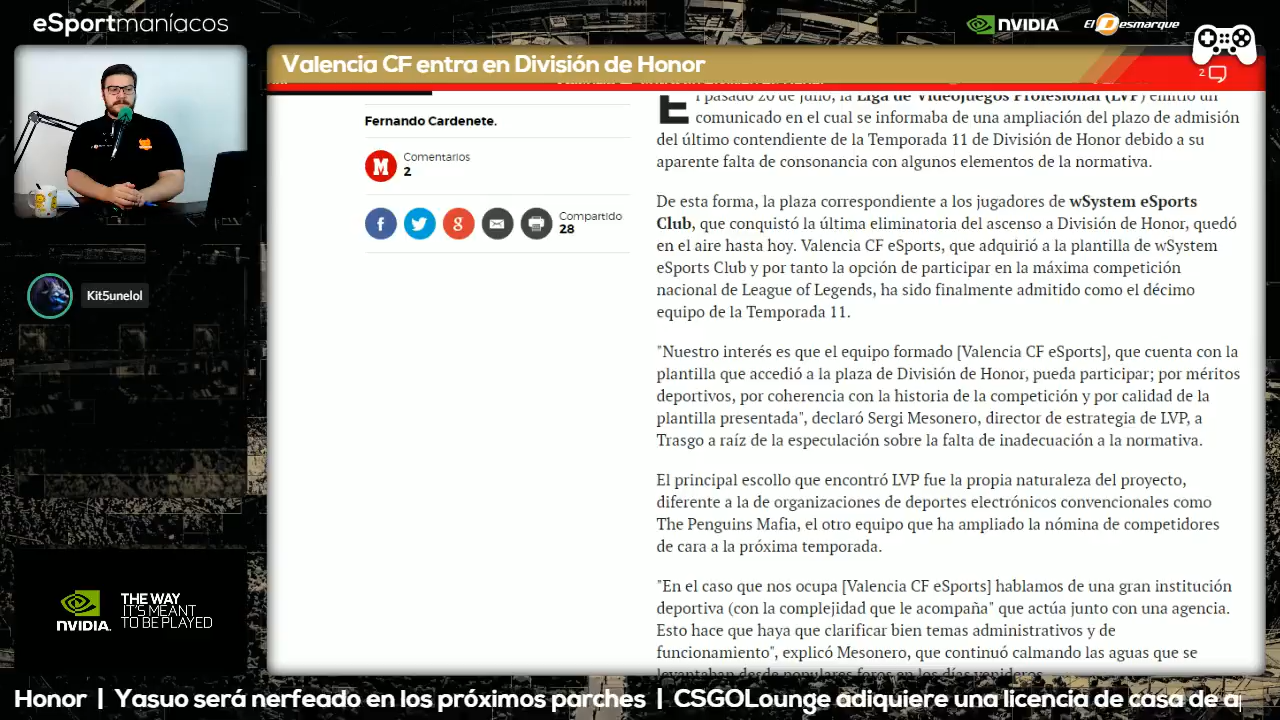 eSportmaníacos
NVIDIA
El Desmarque
Valencia CF entra en División de Honor
2
Fernando Cardenete.
Comentarios
2
Compartido
28
El pasado 20 de julio, la Liga de Videojuegos Profesional (LVP) emitió un
comunicado en el cual se informaba de una ampliación del plazo de admisión
del último contendiente de la Temporada 11 de División de Honor debido a su
aparente falta de consonancia con algunos elementos de la normativa.
De esta forma, la plaza correspondiente a los jugadores de wSystem eSports
Club, que conquistó la última eliminatoria del ascenso a División de Honor, quedó
en el aire hasta hoy. Valencia CF eSports, que adquirió a la plantilla de wSystem
eSports Club y por tanto la opción de participar en la máxima competición
nacional de League of Legends, ha sido finalmente admitido como el décimo
equipo de la Temporada 11.
"Nuestro interés es que el equipo formado [Valencia CF eSports], que cuenta con la
plantilla que accedió a la plaza de División de Honor, pueda participar; por méritos
deportivos, por coherencia con la historia de la competición y por calidad de la
plantilla presentada", declaró Sergi Mesonero, director de estrategia de LVP, a
Trasgo a raíz de la especulación sobre la falta de inadecuación a la normativa.
El principal escollo que encontró LVP fue la propia naturaleza del proyecto,
diferente a la de organizaciones de deportes electrónicos convencionales como
The Penguins Mafia, el otro equipo que ha ampliado la nómina de competidores
de cara a la próxima temporada.
"En el caso que nos ocupa [Valencia CF eSports] hablamos de una gran institución
deportiva (con la complejidad que le acompaña" que actúa junto con una agencia.
Esto hace que haya que clarificar bien temas administrativos y de
funcionamiento", explicó Mesonero, que continuó calmando las aguas que se
levantaban desde populares foros en los días venideros.
Kit5unelol
NVIDIA.
THE WAY
IT'S MEANT
TO BE PLAYED
Honor | Yasuo será nerfeado en los próximos parches | CSGOLounge adiquiere una licencia de casa de